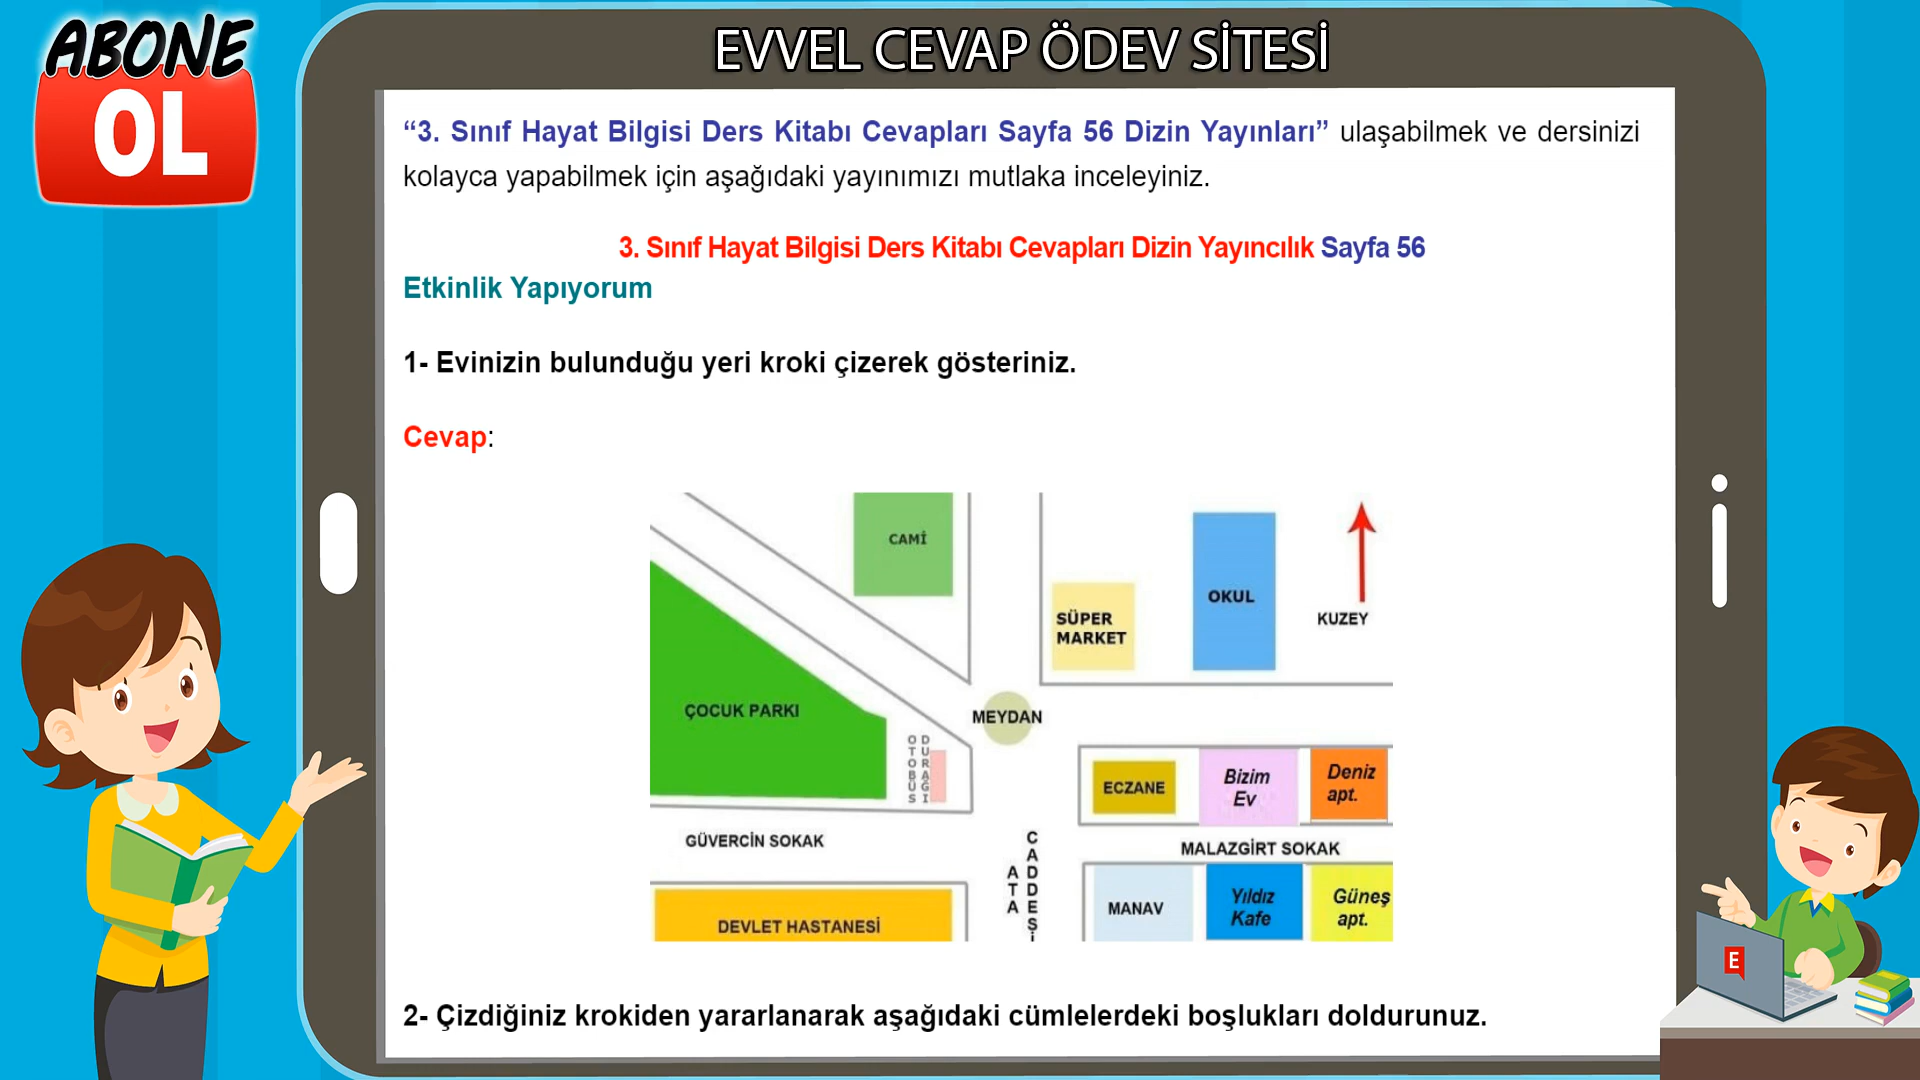 ABONE
OL
EVVEL CEVAP ÖDEV SİTESİ
“3. Sınıf Hayat Bilgisi Ders Kitabı Cevapları Sayfa 56 Dizin Yayınları” ulaşabilmek ve dersinizi
kolayca yapabilmek için aşağıdaki yayınımızı mutlaka inceleyiniz.
3. Sınıf Hayat Bilgisi Ders Kitabı Cevapları Dizin Yayıncılık Sayfa 56
Etkinlik Yapıyorum
1- Evinizin bulunduğu yeri kroki çizerek gösteriniz.
Cevap:
CAMİ
SÜPER
MARKET
OKUL
KUZEY
ÇOCUK PARKI
OTOBÜS
DURAĞI
MEYDAN
ECZANE
Bizim
Ev
Deniz
apt.
GÜVERCİN SOKAK
MALAZGİRT SOKAK
ATA
CADDESİ
DEVLET HASTANESİ
MANAV
Yıldız
Kafe
Güneş
apt.
E
2- Çizdiğiniz krokiden yararlanarak aşağıdaki cümlelerdeki boşlukları doldurunuz.